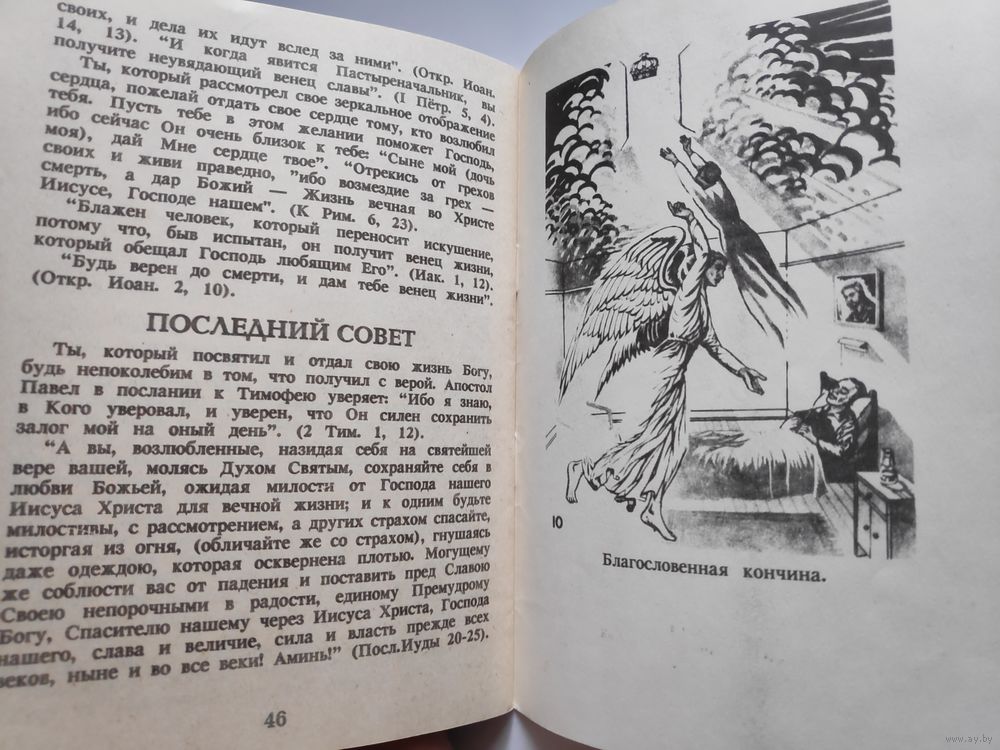 своих, и дела их идут вслед за ними". (Откр. Иоан.
14, 13). "И когда явится Пастыреначальник, вы
получите неувядающий венец славы". (I Пётр. 5, 4).
Ты, который рассмотрел свое зеркальное отображение
сердца, пожелай отдать свое сердце тому, кто возлюбил
тебя. Пусть тебе в этом желании поможет Господь,
ибо сейчас Он очень близок к тебе: "Сыне мой (дочь
моя), дай Мне сердце твое". "Отрекись от грехов
своих и живи праведно, "ибо возмездие за грех —
смерть, а дар Божий — Жизнь вечная во Христе
Иисусе, Господе нашем". (К Рим. 6, 23).
"Блажен человек, который переносит искушение,
потому что, быв испытан, он получит венец жизни,
который обещал Господь любящим Его". (Иак. 1, 12).
"Будь верен до смерти, и дам тебе венец жизни".
(Откр. Иоан. 2, 10).
ПОСЛЕДНИЙ СОВЕТ
Ты, который посвятил и отдал свою жизнь Богу,
будь непоколебим в том, что получил с верой. Апостол
Павел в послании к Тимофею уверяет: "Ибо я знаю,
в Кого уверовал, и уверен, что Он силен сохранить
залог мой на оный день". (2 Тим. 1, 12).
"А вы, возлюбленные, назидая себя на святейшей
вере вашей, молясь Духом Святым, сохраняйте себя в
любви Божьей, ожидая милости от Господа нашего
Иисуса Христа для вечной жизни; и к одним будьте
милостивы, с рассмотрением, а других страхом спасайте,
исторгая из огня, (обличайте же со страхом), гнушаясь
даже одеждою, которая осквернена плотью. Могущему
же соблюсти вас от падения и поставить пред Славою
Своею непорочными в радости, единому Премудрому
Богу, Спасителю нашему через Иисуса Христа, Господа
нашего, слава и величие, сила и власть прежде всех
веков, ныне и во все веки! Аминь!" (Посл.Иуды 20-25).
46
10
Благословенная кончина.
www.ay.by